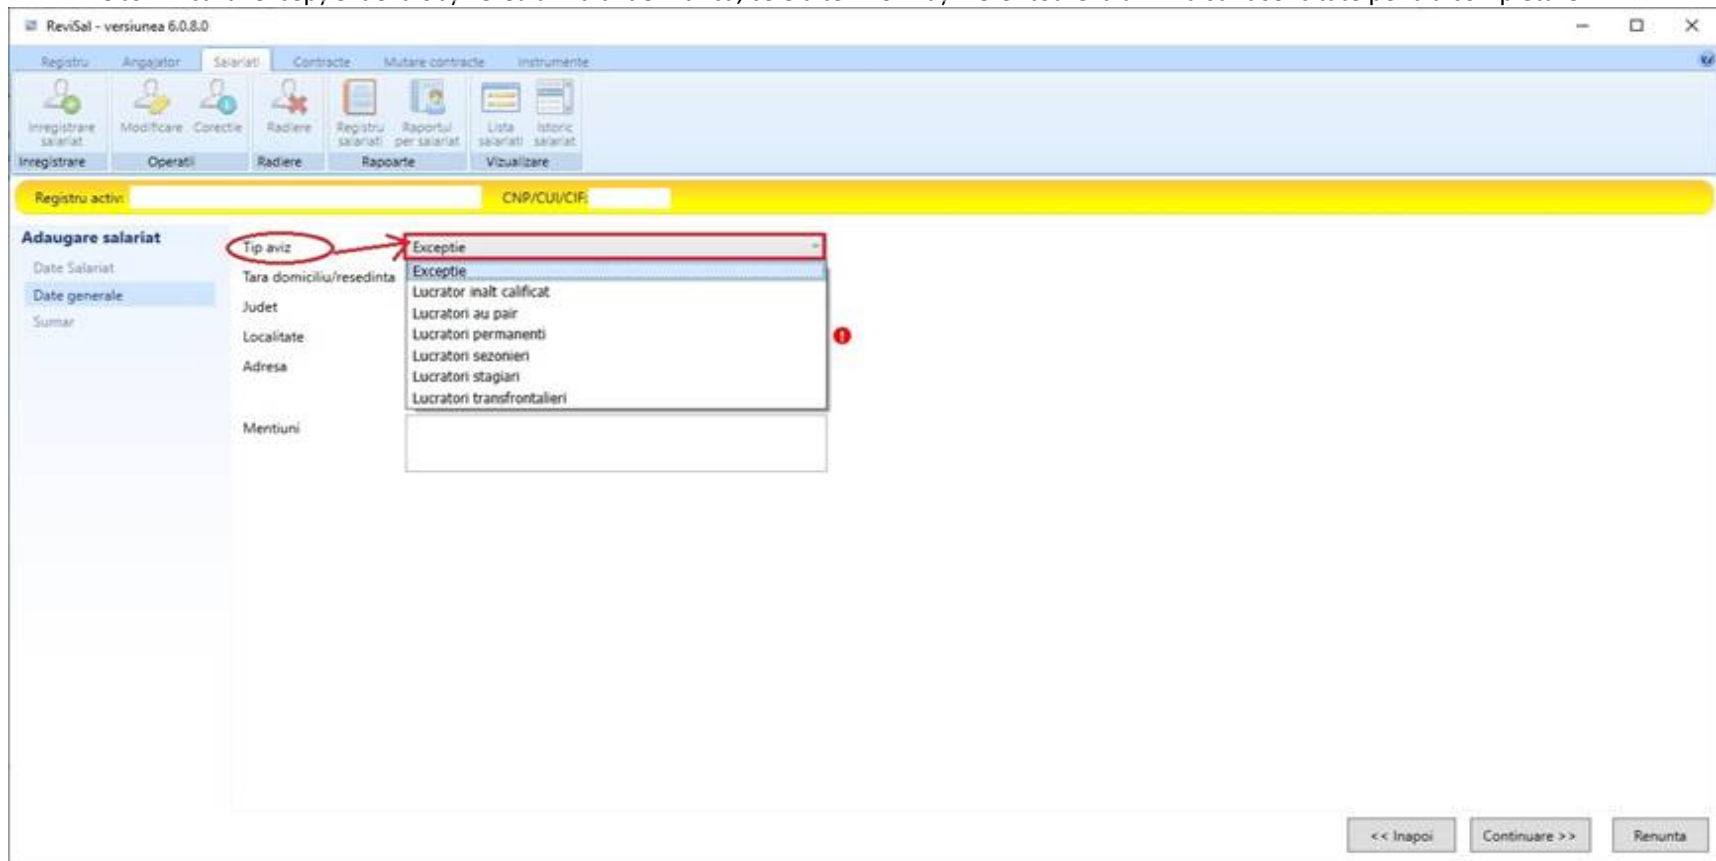 ReviSal - versiunea 6.0.8.0
Registru Angajator Salariati Contracte Mutare contracte Instrumente
Inregistrare salariat
Modificare Corectie
Radiere
Registru salariati
Raportul per salariat
Lista salariati
Istoric salariat
Inregistrare Operatii Radiere Rapoarte Vizualizare
Registru activ: CNP/CUI/CIF:
Adaugare salariat
Date Salariat
Date generale
Sumar
Tip aviz Exceptie
Tara domiciliu/resedinta
Judet
Localitate
Adresa
Mentiuni
Exceptie
Lucrator inalt calificat
Lucratori au pair
Lucratori permanenti
Lucratori sezonieri
Lucratori stagiari
Lucratori transfrontalieri
<< Inapoi Continuare >> Renunta